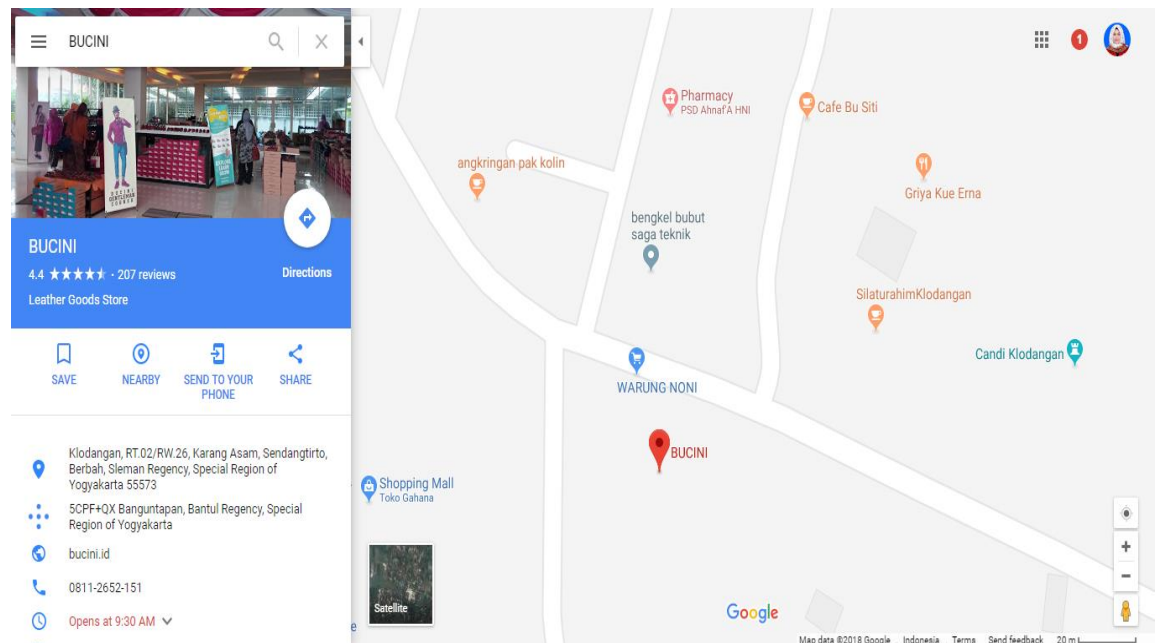 BUCINI
BUCINI
GENTLEMAN
CORNER
BUCINI
4.4 ★★★★★ · 207 reviews
Directions
Leather Goods Store
SAVE
NEARBY
SEND TO YOUR
PHONE
SHARE
Klodangan, RT.02/RW.26, Karang Asam, Sendangtirto,
Berbah, Sleman Regency, Special Region of
Yogyakarta 55573
5CPF+QX Banguntapan, Bantul Regency, Special
Region of Yogyakarta
bucini.id
0811-2652-151
Opens at 9:30 AM
1
Pharmacy
PSD Ahnaf'A HNI
Cafe Bu Siti
angkringan pak kolin
Griya Kue Erna
bengkel bubut
saga teknik
SilaturahimKlodangan
Candi Klodangan
WARUNG NONI
BUCINI
Shopping Mall
Toko Gahana
Satellite
e
Google
Map data ©2018 Google Indonesia Terms Send feedback 20 m